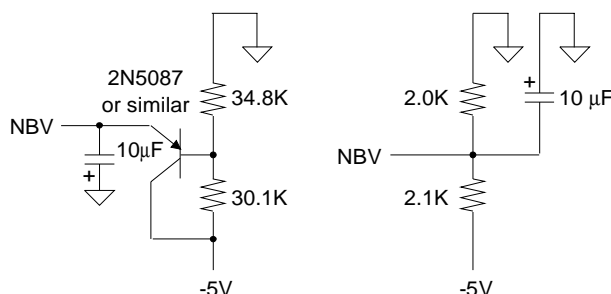 2N5087
or similar
34.8K
NBV
10μF
+
30.1K
-5V
2.0K
+
10 μF
NBV
2.1K
-5V